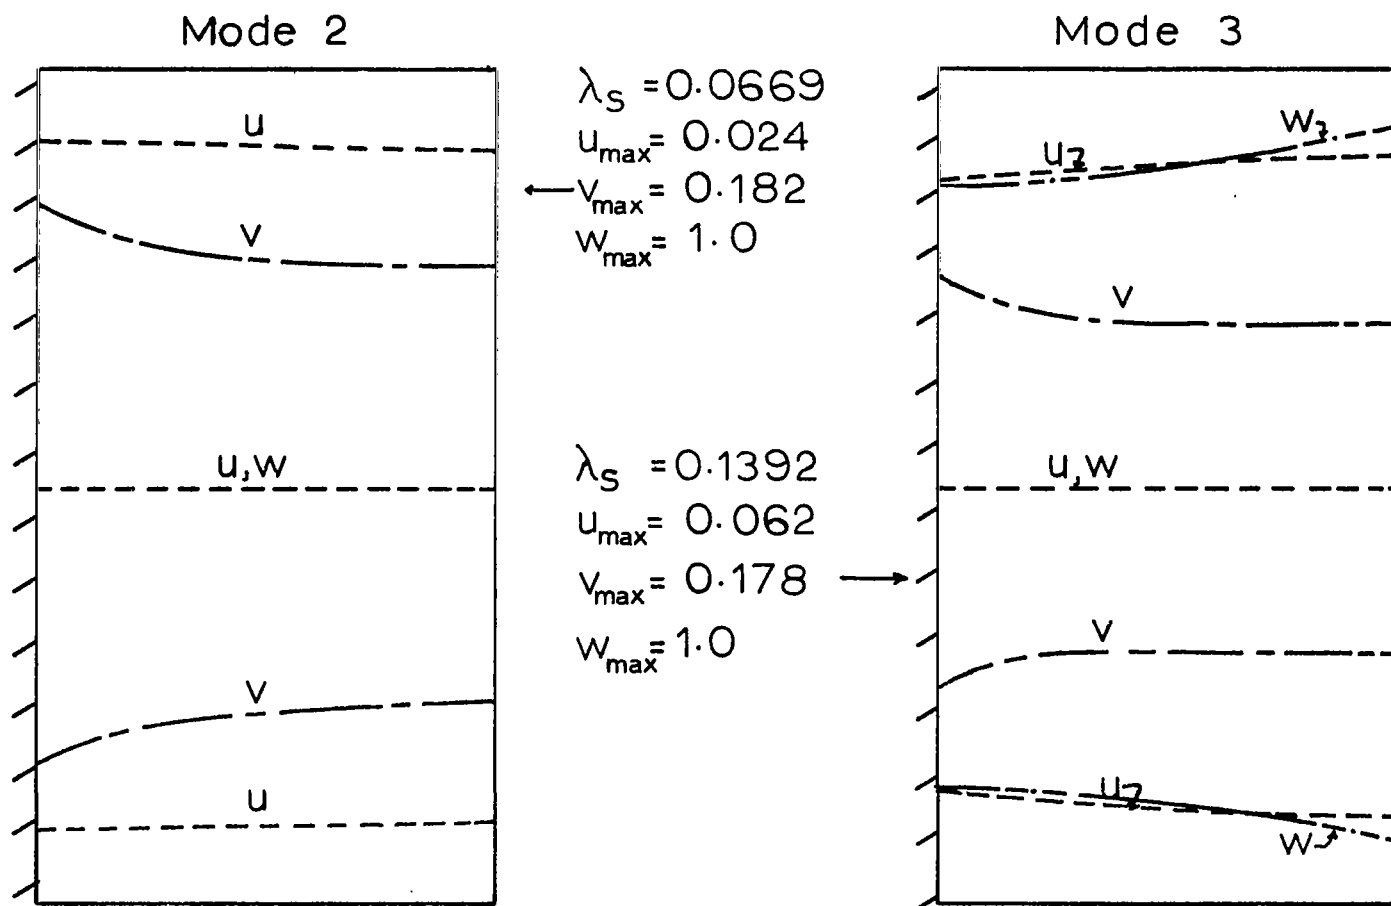 Mode 2
Mode 3
λS = 0.0669
umax = 0.024
vmax = 0.182
wmax = 1.0
u
v
u,w
v
u
λS = 0.1392
umax = 0.062
vmax = 0.178
wmax = 1.0
w
u
v
u,w
v
u
w